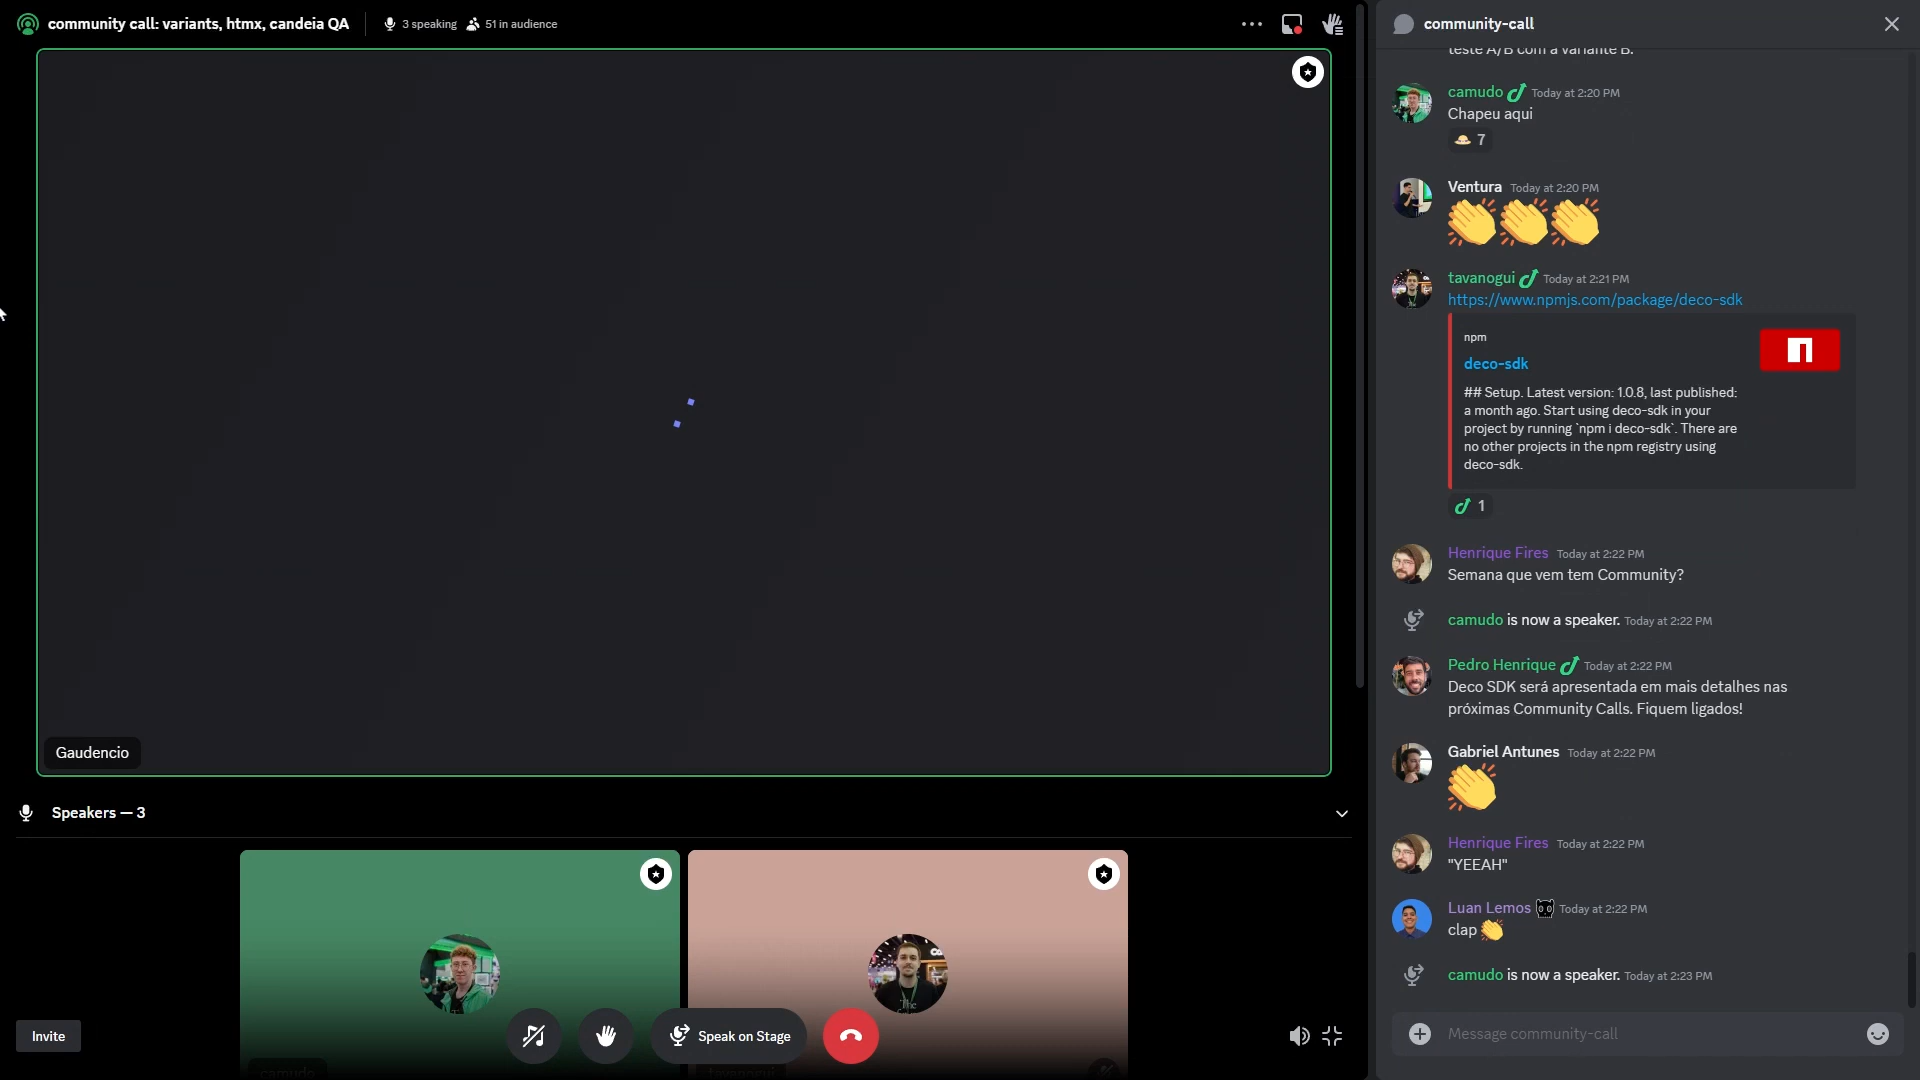 community call: variants, htmx, candeia QA
3 speaking
51 in audience
Gaudencio
Speakers — 3
camudo
tavanogui
Invite
Speak on Stage
community-call
teste A/B com a variante B.
camudo Today at 2:20 PM
Chapeu aqui
7
Ventura Today at 2:20 PM
tavanogui Today at 2:21 PM
https://www.npmjs.com/package/deco-sdk
npm
deco-sdk
## Setup. Latest version: 1.0.8, last published:
a month ago. Start using deco-sdk in your
project by running `npm i deco-sdk`. There are
no other projects in the npm registry using
deco-sdk.
1
Henrique Fires Today at 2:22 PM
Semana que vem tem Community?
camudo is now a speaker. Today at 2:22 PM
Pedro Henrique Today at 2:22 PM
Deco SDK será apresentada em mais detalhes nas
próximas Community Calls. Fiquem ligados!
Gabriel Antunes Today at 2:22 PM
Henrique Fires Today at 2:22 PM
"YEEAH"
Luan Lemos Today at 2:22 PM
clap
camudo is now a speaker. Today at 2:23 PM
Message community-call